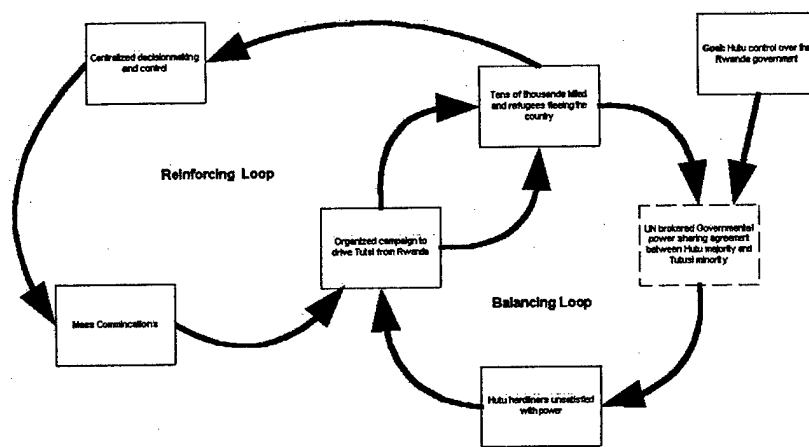 Centralized decisionmaking
and control
Goal: Hutu control over the
Rwanda government
Tens of thousands killed
and refugees fleeing the
country
Reinforcing Loop
Organized campaign to
drive Tutsi from Rwanda
UN brokered Governmental
power sharing agreement
between Hutu majority and
Tutusi minority
Balancing Loop
Mass Commincation's
Hutu hardliners unsatisfied
with power